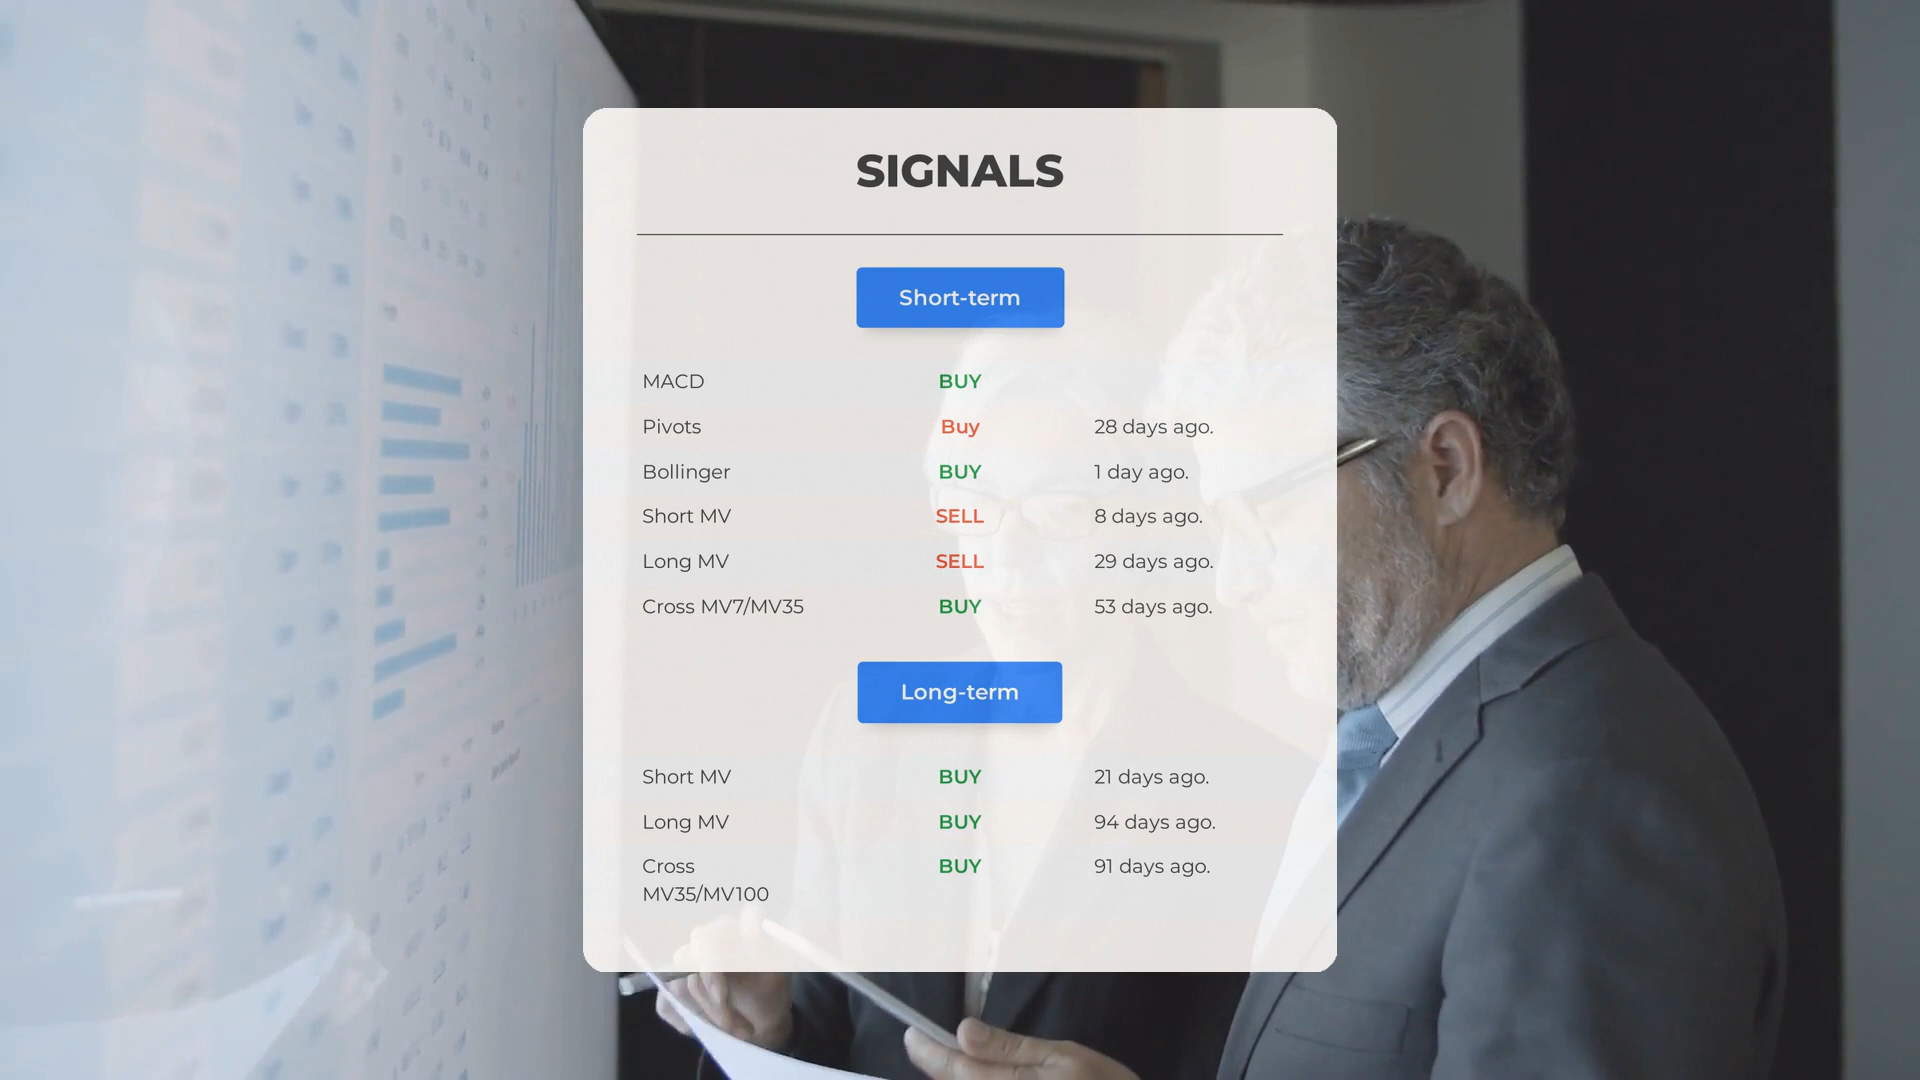 SIGNALS
Short-term
MACD BUY
Pivots Buy 28 days ago.
Bollinger BUY 1 day ago.
Short MV SELL 8 days ago.
Long MV SELL 29 days ago.
Cross MV7/MV35 BUY 53 days ago.
Long-term
Short MV BUY 21 days ago.
Long MV BUY 94 days ago.
Cross BUY 91 days ago.
MV35/MV100